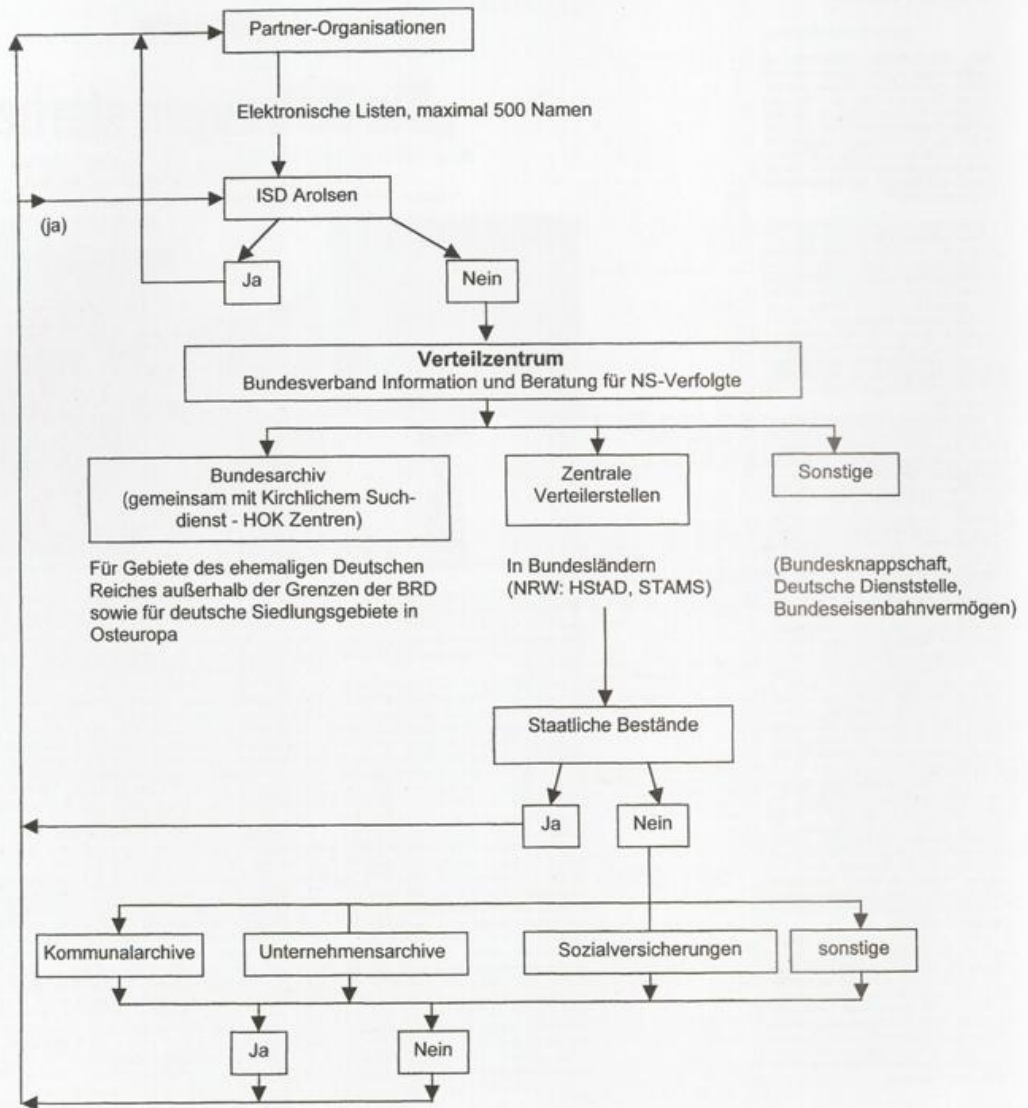 Partner-Organisationen
Elektronische Listen, maximal 500 Namen
ISD Arolsen
(ja)
Ja
Nein
Verteilzentrum
Bundesverband Information und Beratung für NS-Verfolgte
Bundesarchiv
(gemeinsam mit Kirchlichem Such-
dienst - HOK Zentren)
Zentrale
Verteilerstellen
Sonstige
Für Gebiete des ehemaligen Deutschen
Reiches außerhalb der Grenzen der BRD
sowie für deutsche Siedlungsgebiete in
Osteuropa
In Bundesländern
(NRW: HStAD, STAMS)
(Bundesknappschaft,
Deutsche Dienststelle,
Bundeseisenbahnvermögen)
Staatliche Bestände
Ja
Nein
Kommunalarchive
Unternehmensarchive
Sozialversicherungen
sonstige
Ja
Nein